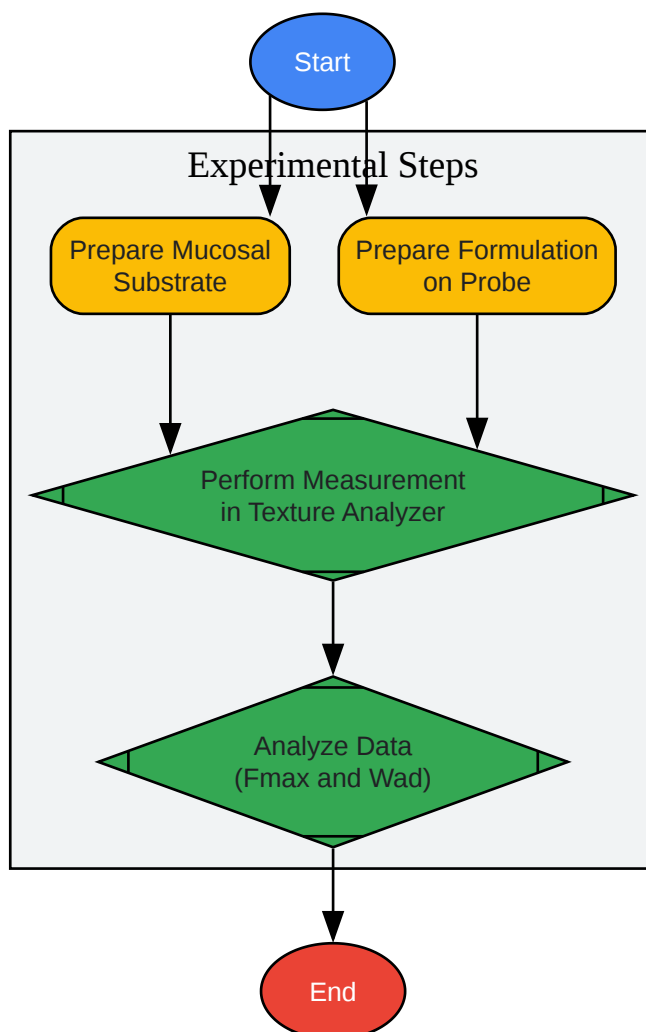 Start
Experimental Steps
Prepare Mucosal
Substrate
Prepare Formulation
on Probe
Perform Measurement
in Texture Analyzer
Analyze Data
(Fmax and Wad)
End